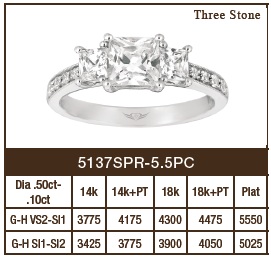 Three Stone
5137SPR-5.5PC
Dia .50ct-.10ct 14k 14k+PT 18k 18k+PT Plat
G-H VS2-SI1 3775 4175 4300 4475 5550
G-H SI1-SI2 3425 3775 3900 4050 5025